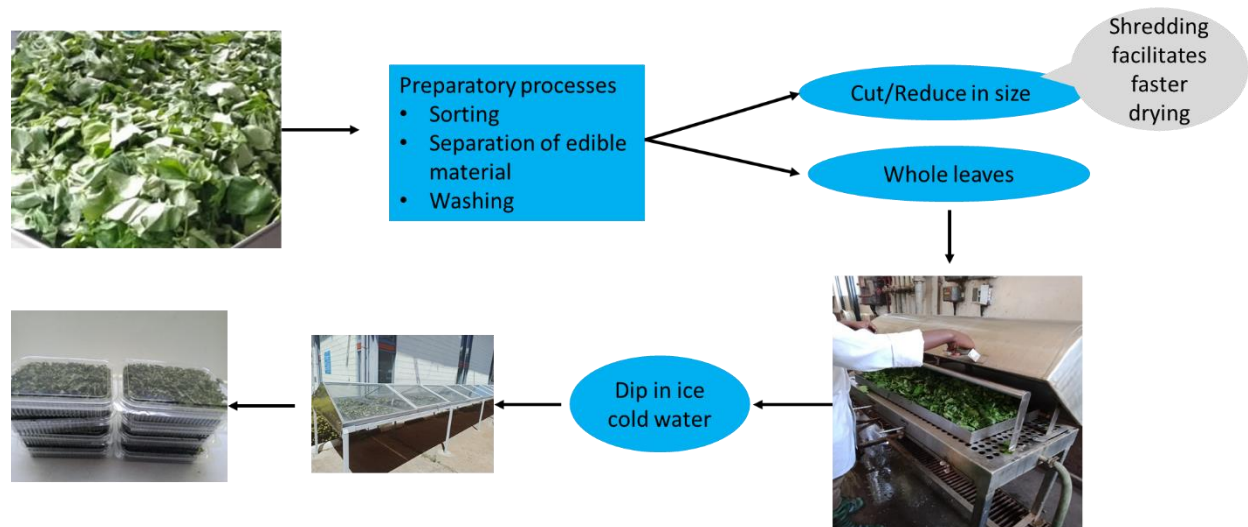 Preparatory processes
• Sorting
• Separation of edible
material
• Washing
Cut/Reduce in size
Shredding
facilitates
faster
drying
Whole leaves
Dip in ice
cold water